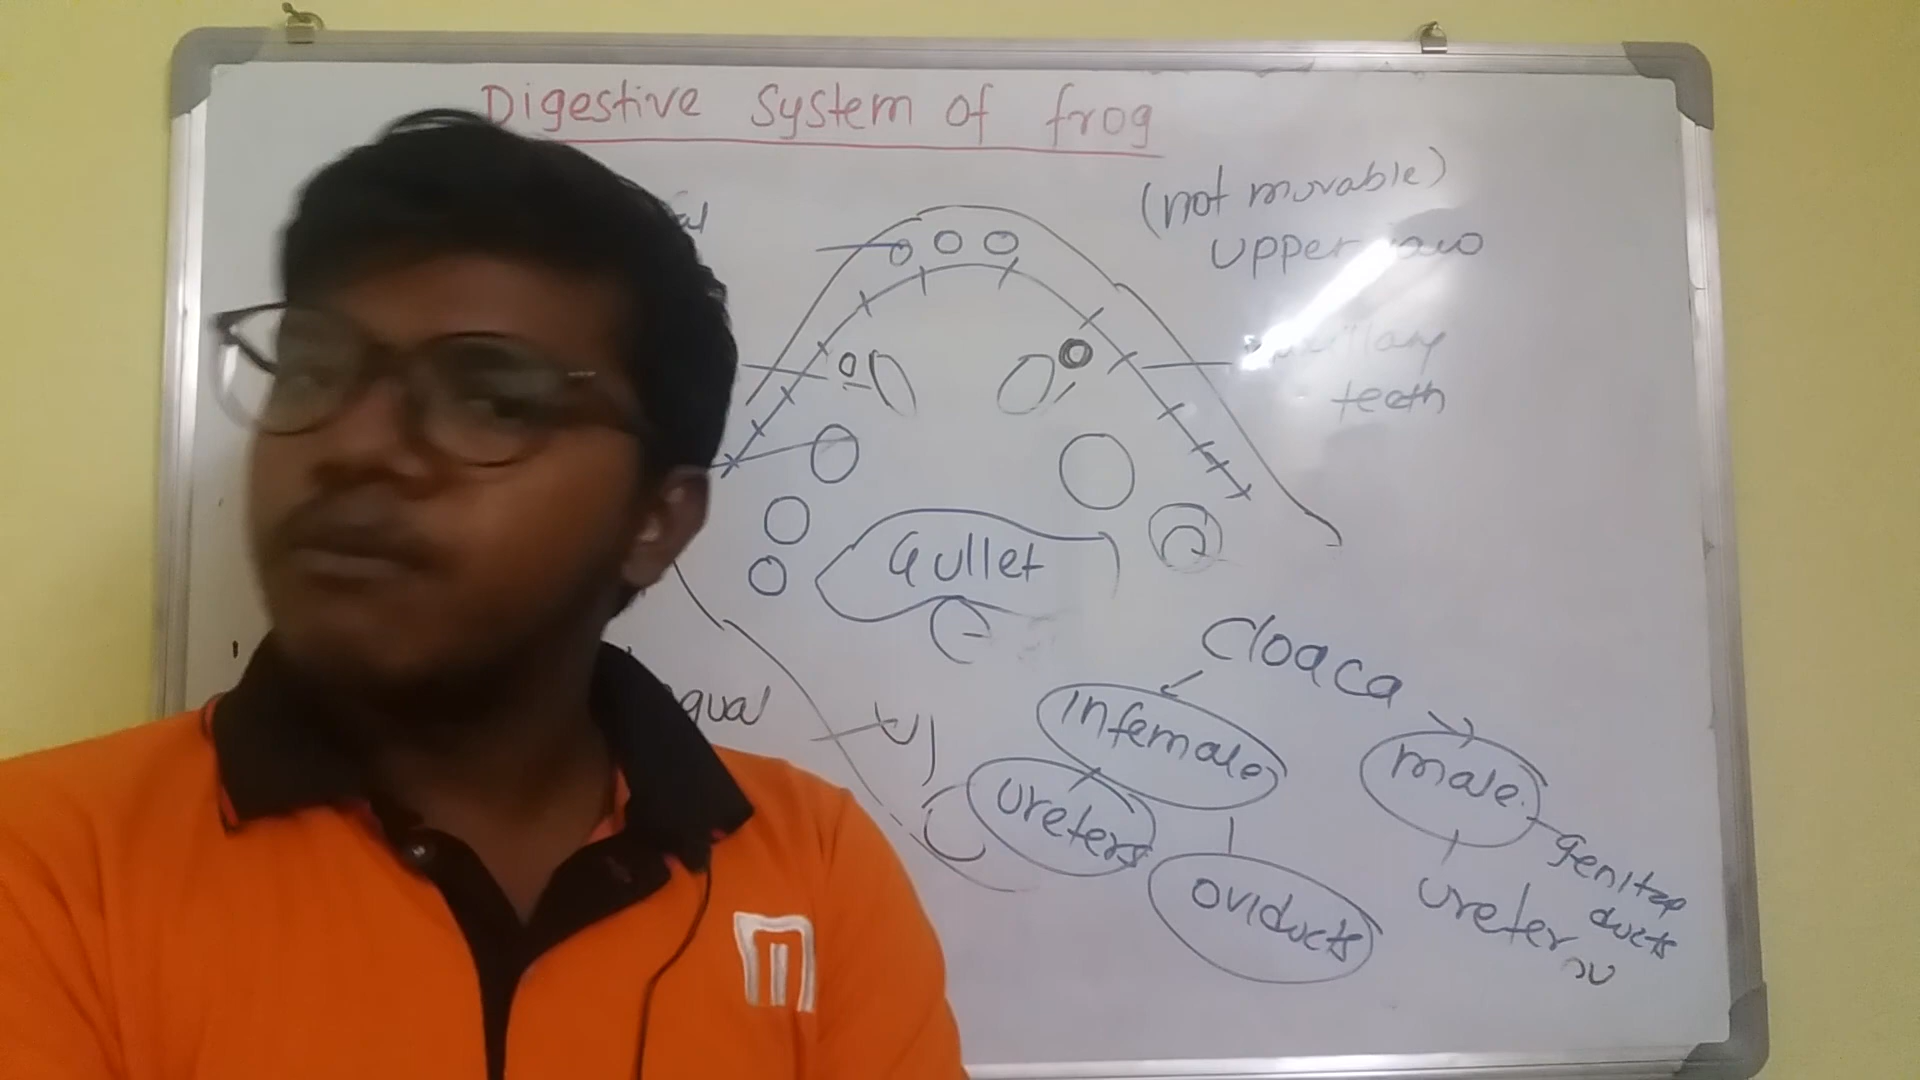 Digestive System of frog
(not movable)
Upper
teeth
Gullet
Cloaca
infemale
male
genital
ducts
ureters
oviducts
ureter